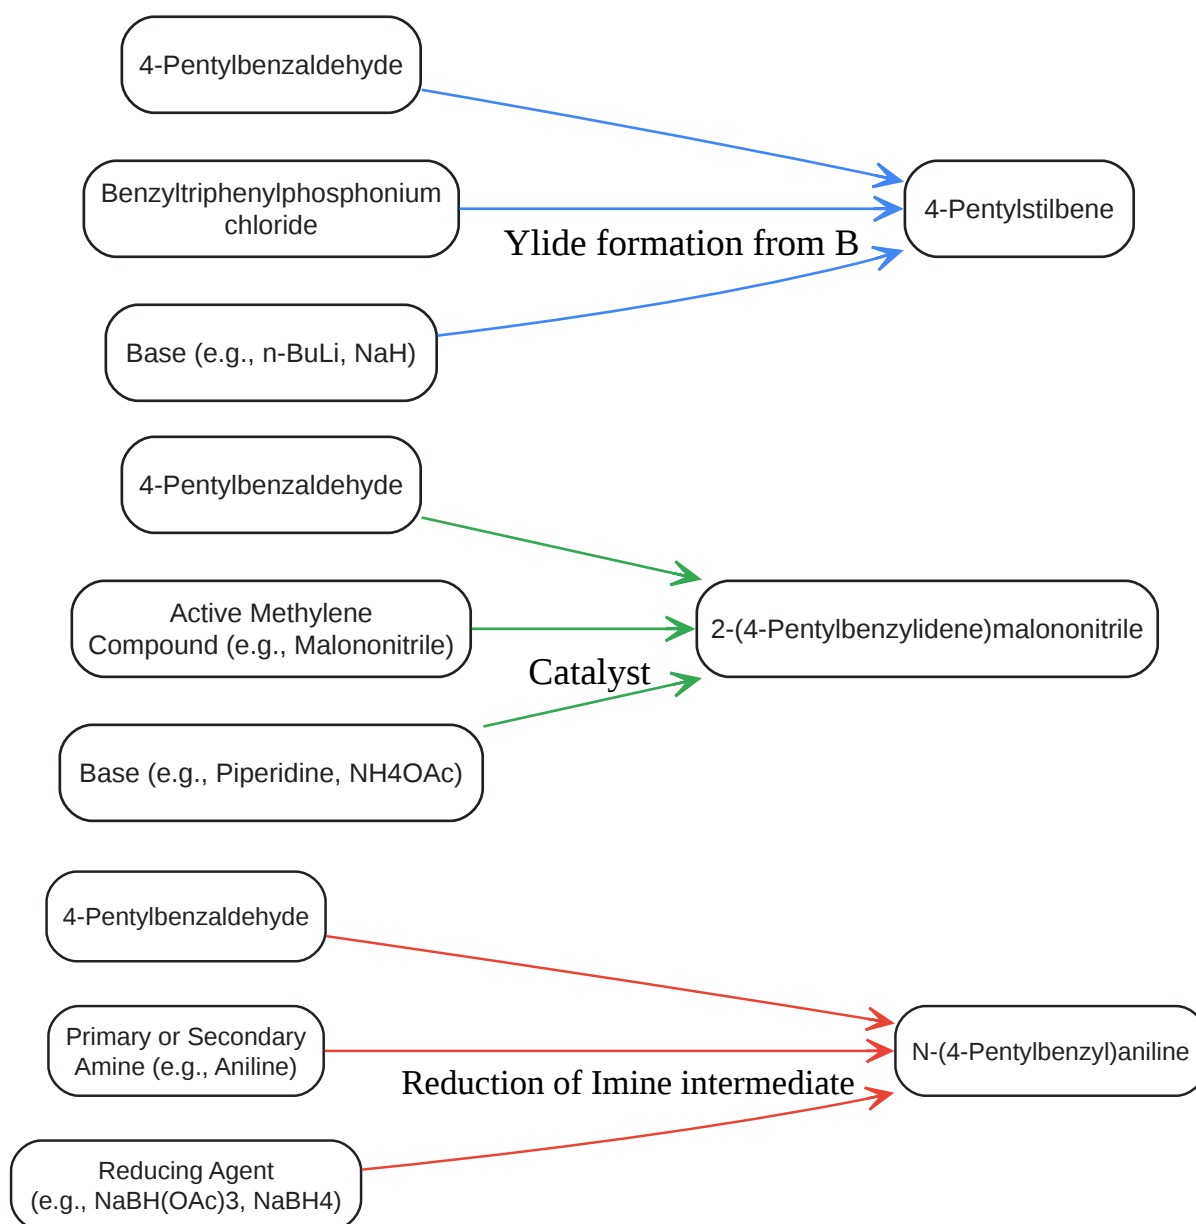 4-Pentylbenzaldehyde
Benzyltriphenylphosphonium
chloride
4-Pentylstilbene
Ylide formation from B
Base (e.g., n-BuLi, NaH)
4-Pentylbenzaldehyde
Active Methylene
Compound (e.g., Malononitrile)
2-(4-Pentylbenzylidene)malononitrile
Catalyst
Base (e.g., Piperidine, NH4OAc)
4-Pentylbenzaldehyde
Primary or Secondary
Amine (e.g., Aniline)
N-(4-Pentylbenzyl)aniline
Reduction of Imine intermediate
Reducing Agent
(e.g., NaBH(OAc)3, NaBH4)